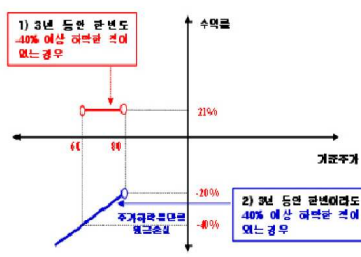 1) 3년 동안 한번도
-40% 이상 하락한 적이
없는경우
수익률
21%
60
80
기준주가
-20%
주가하락률만큼
원금손실
-40%
2) 3년 동안 한번이라도
-40% 이상 하락한 적이
있는경우